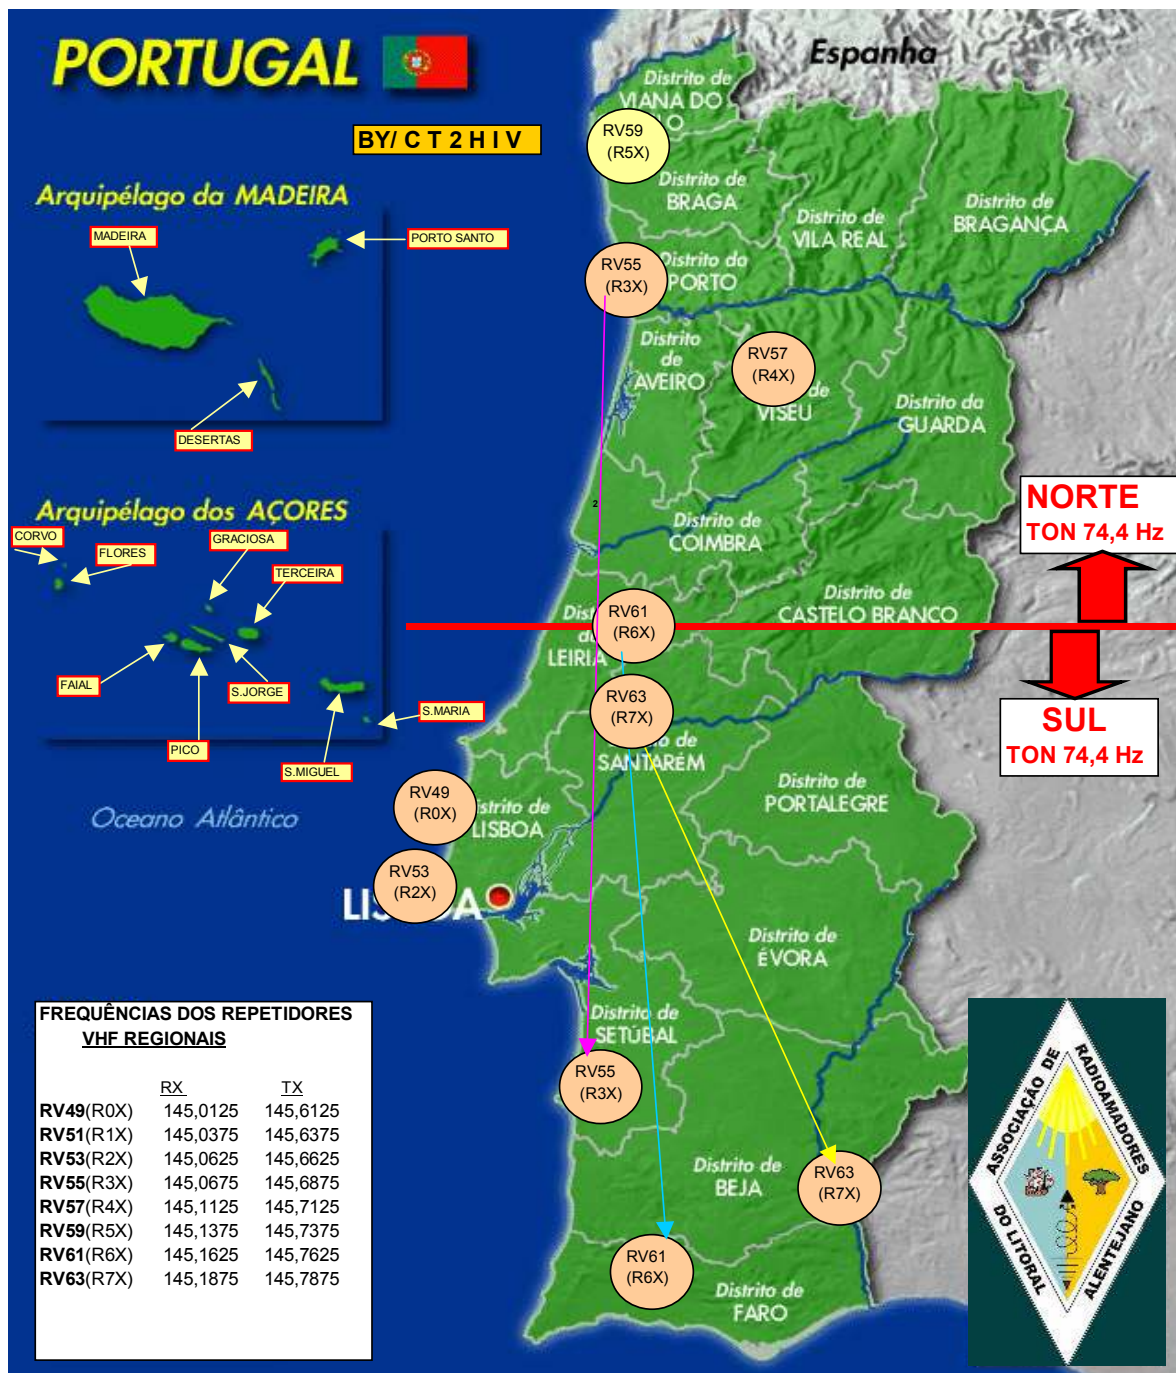 PORTUGAL
BY/ C T 2 H I V
Espanha
Distrito de
VIANA DO
LO
RV59
(R5X)
Distrito de
BRAGA
Distrito de
VILA REAL
Distrito de
BRAGANÇA
Arquipélago da MADEIRA
MADEIRA
PORTO SANTO
DESERTAS
RV55
(R3X)
Distrito do
PORTO
Distrito
de
AVEIRO
RV57
(R4X)
de
VISEU
Distrito da
GUARDA
2
Distrito de
COIMBRA
NORTE
TON 74,4 Hz
Arquipélago dos AÇORES
CORVO
FLORES
GRACIOSA
TERCEIRA
FAIAL
S.JORGE
PICO
S.MIGUEL
S.MARIA
Distrito
de
LEIRIA
RV61
(R6X)
Distrito de
CASTELO BRANCO
SUL
TON 74,4 Hz
RV63
(R7X)
de
SANTARÉM
Distrito de
PORTALEGRE
Oceano Atlântico
RV49
(R0X)
Distrito de
LISBOA
RV53
(R2X)
LIS
A
Distrito de
ÉVORA
Distrito de
SETÚBAL
RV55
(R3X)
Distrito de
BEJA
RV63
(R7X)
RV61
(R6X)
Distrito de
FARO
FREQUÊNCIAS DOS REPETIDORES
VHF REGIONAIS
RX TX
RV49(R0X) 145,0125 145,6125
RV51(R1X) 145,0375 145,6375
RV53(R2X) 145,0625 145,6625
RV55(R3X) 145,0675 145,6875
RV57(R4X) 145,1125 145,7125
RV59(R5X) 145,1375 145,7375
RV61(R6X) 145,1625 145,7625
RV63(R7X) 145,1875 145,7875
ASSOCIAÇÃO DE
RADIOAMADORES
DO LITORAL
ALENTEJANO